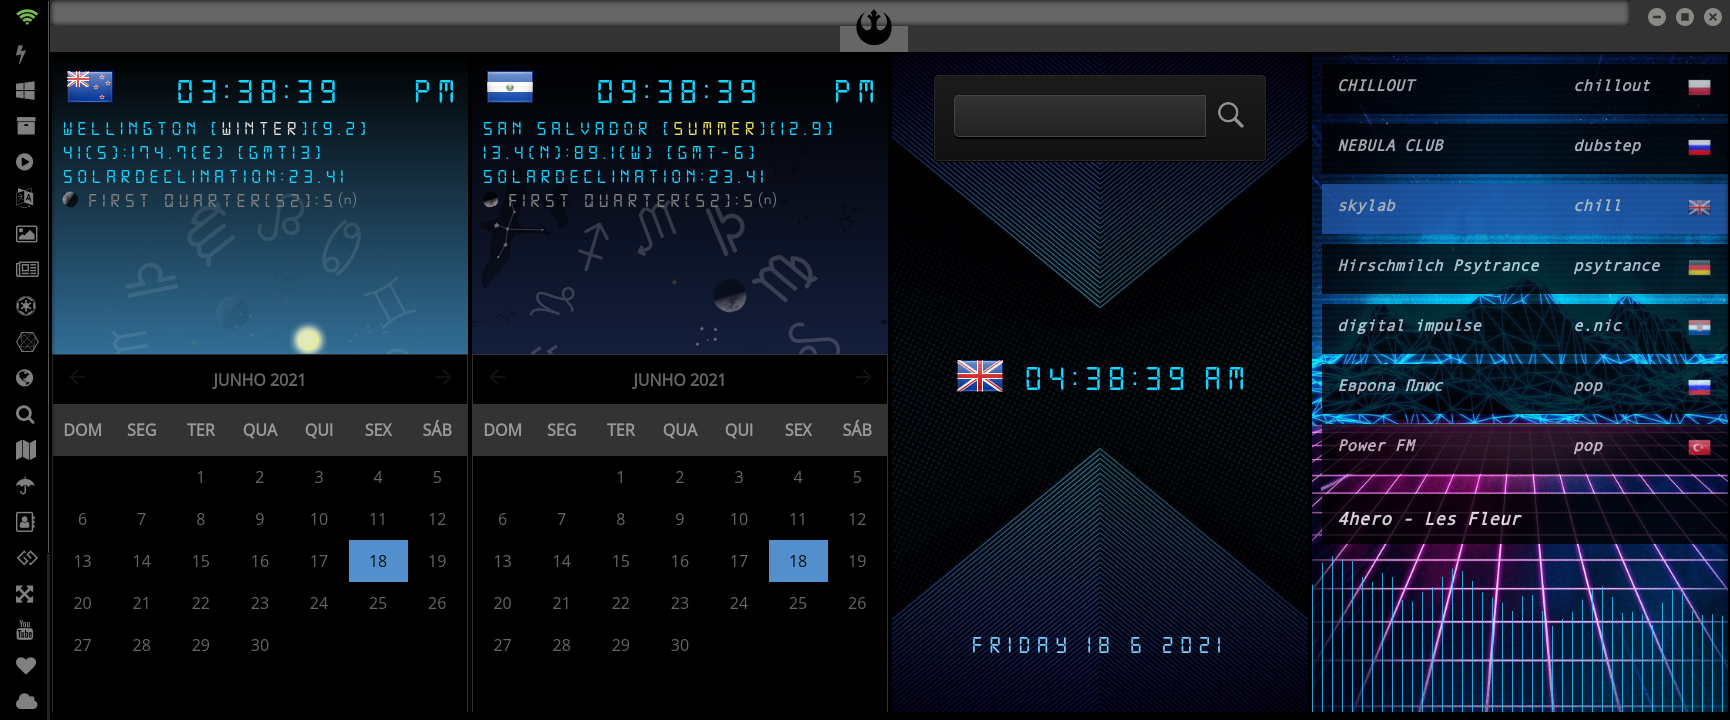 03:38:39 PM
WELLINGTON [WINTER][9.2]
41(S):174.7(E) [GMT13]
SOLARDECLINATION:23.41
FIRST QUARTER[52]:5(n)
JUNHO 2021
DOM SEG TER QUA QUI SEX SÁB
1 2 3 4 5
6 7 8 9 10 11 12
13 14 15 16 17 18 19
20 21 22 23 24 25 26
27 28 29 30
09:38:39 PM
SAN SALVADOR [SUMMER][12.9]
13.4(N):89.1(W) [GMT-6]
SOLARDECLINATION:23.41
FIRST QUARTER[52]:5(n)
JUNHO 2021
DOM SEG TER QUA QUI SEX SÁB
1 2 3 4 5
6 7 8 9 10 11 12
13 14 15 16 17 18 19
20 21 22 23 24 25 26
27 28 29 30
04:38:39 AM
FRIDAY 18 6 2021
CHILLOUT chillout
NEBULA CLUB dubstep
skylab chill
Hirschmilch Psytrance psytrance
digital impulse e.nic
Европа Плюс pop
Power FM pop
4hero - Les Fleur
You
Tube